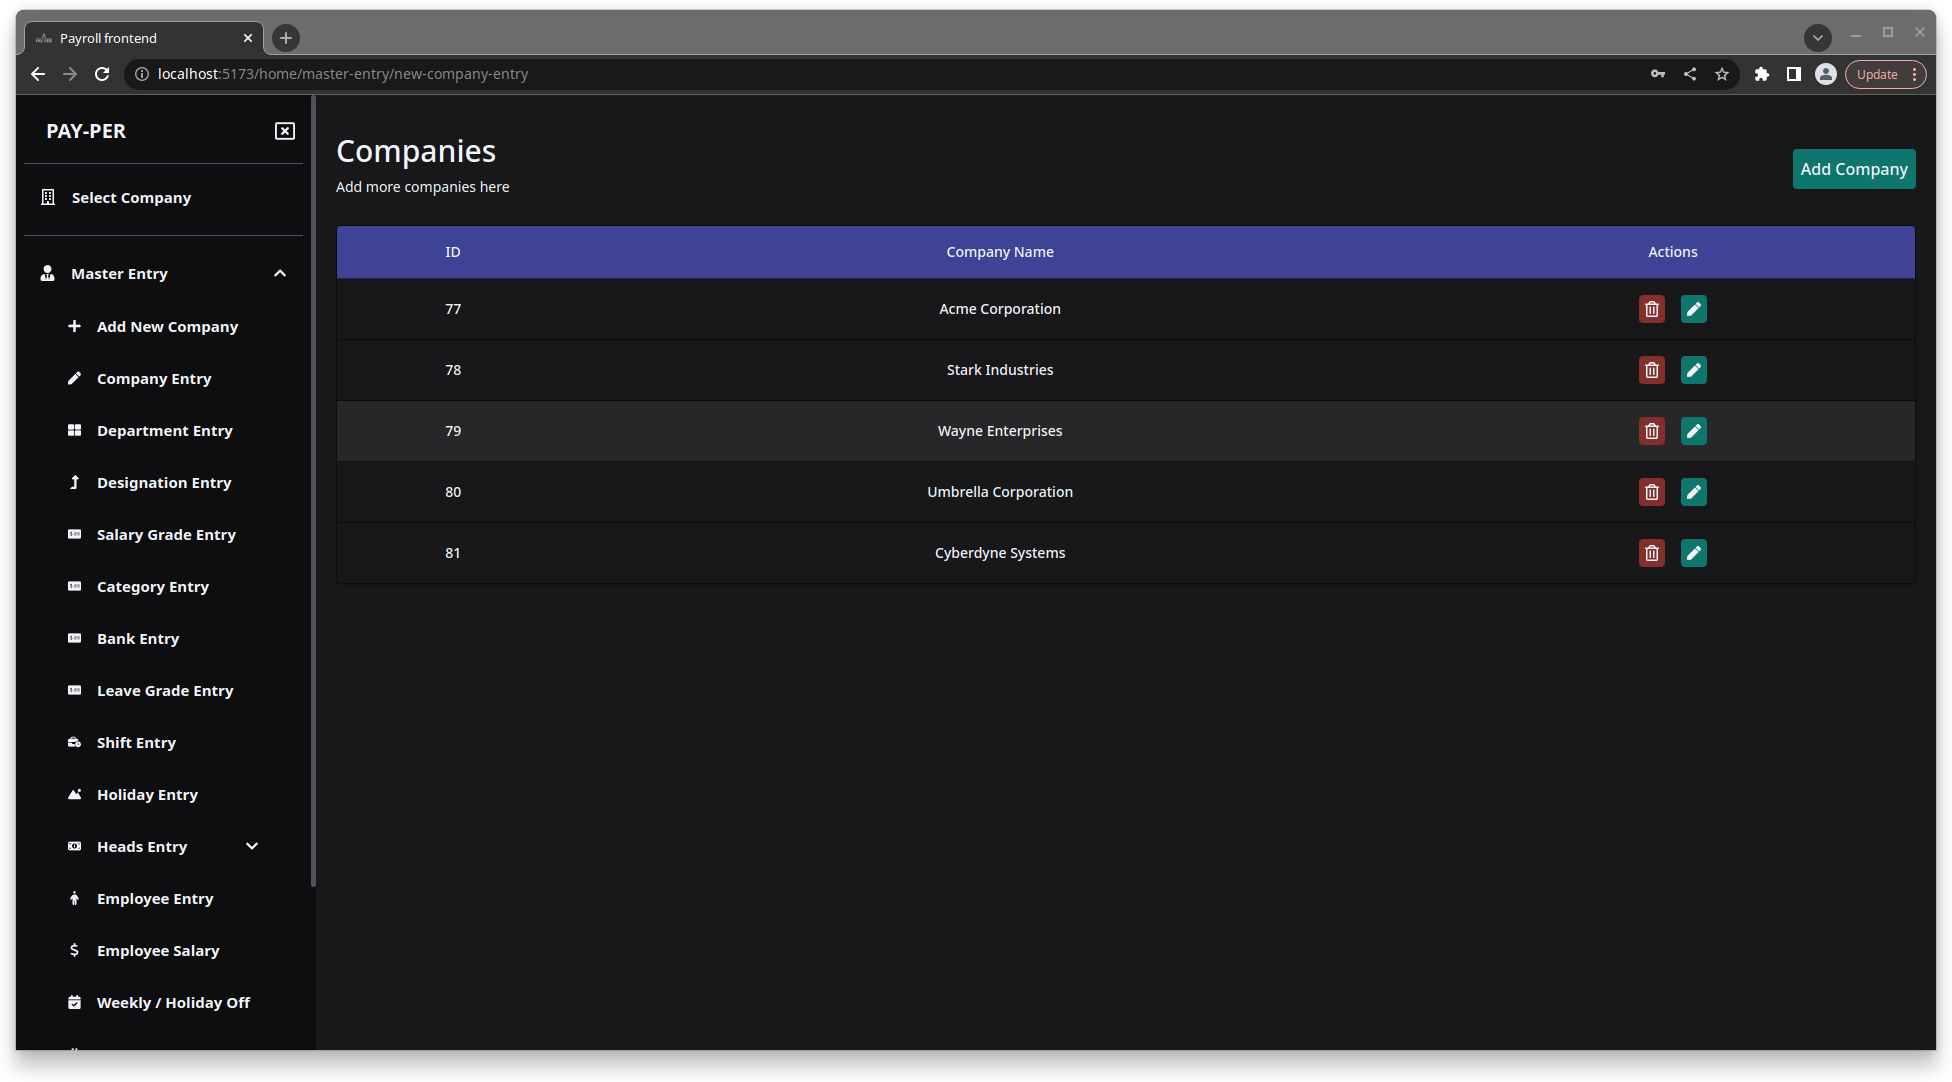 Payroll frontend
localhost:5173/home/master-entry/new-company-entry
Update
PAY-PER
Select Company
Master Entry
Add New Company
Company Entry
Department Entry
Designation Entry
Salary Grade Entry
Category Entry
Bank Entry
Leave Grade Entry
Shift Entry
Holiday Entry
Heads Entry
Employee Entry
Employee Salary
Weekly / Holiday Off
Companies
Add more companies here
Add Company
ID Company Name Actions
77 Acme Corporation
78 Stark Industries
79 Wayne Enterprises
80 Umbrella Corporation
81 Cyberdyne Systems